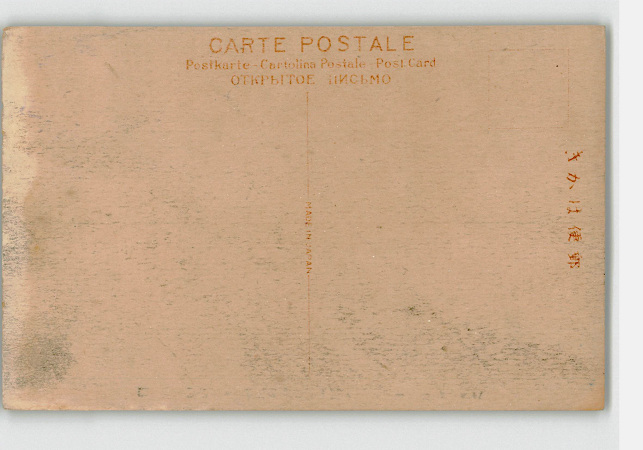 CARTE POSTALE
Postkarte - Cartolina Postale - Post Card
ОТКРЫТОЕ ПИСЬМО
MADE IN JAPAN
きかは便郵